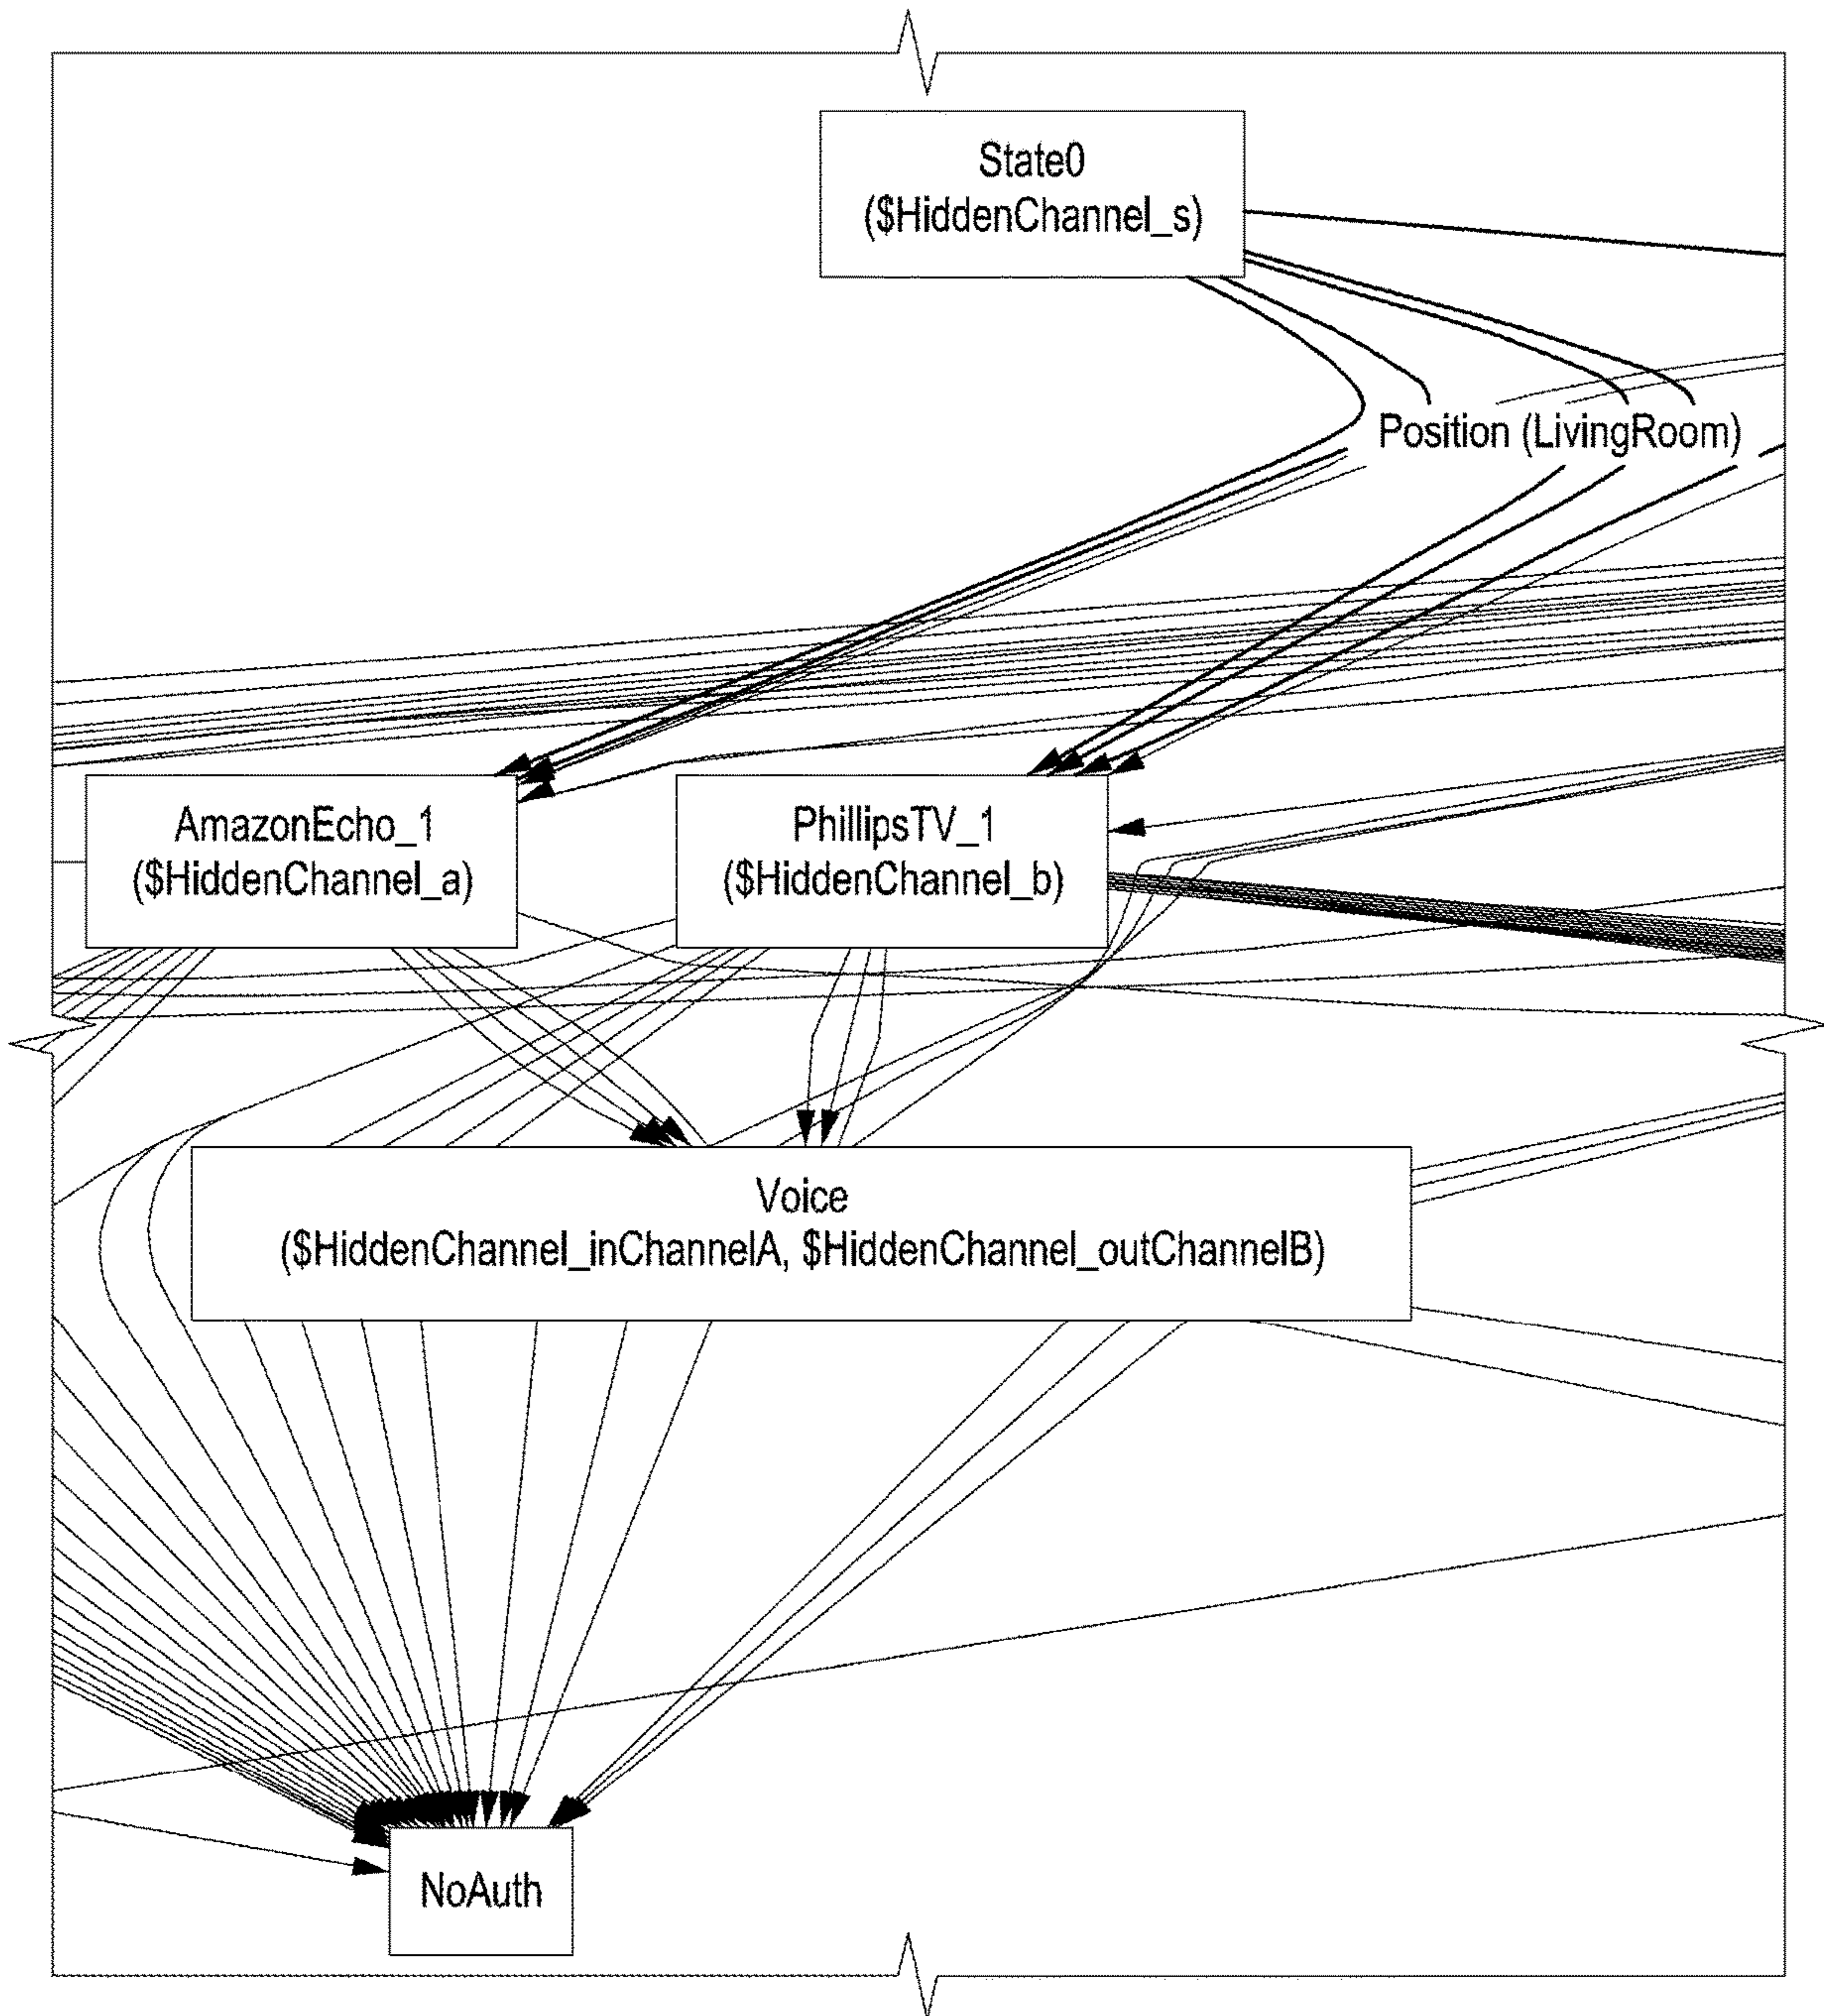 State0
($HiddenChannel_s)
Position (LivingRoom)
AmazonEcho_1
($HiddenChannel_a)
PhillipsTV_1
($HiddenChannel_b)
Voice
($HiddenChannel_inChannelA, $HiddenChannel_outChannelB)
NoAuth